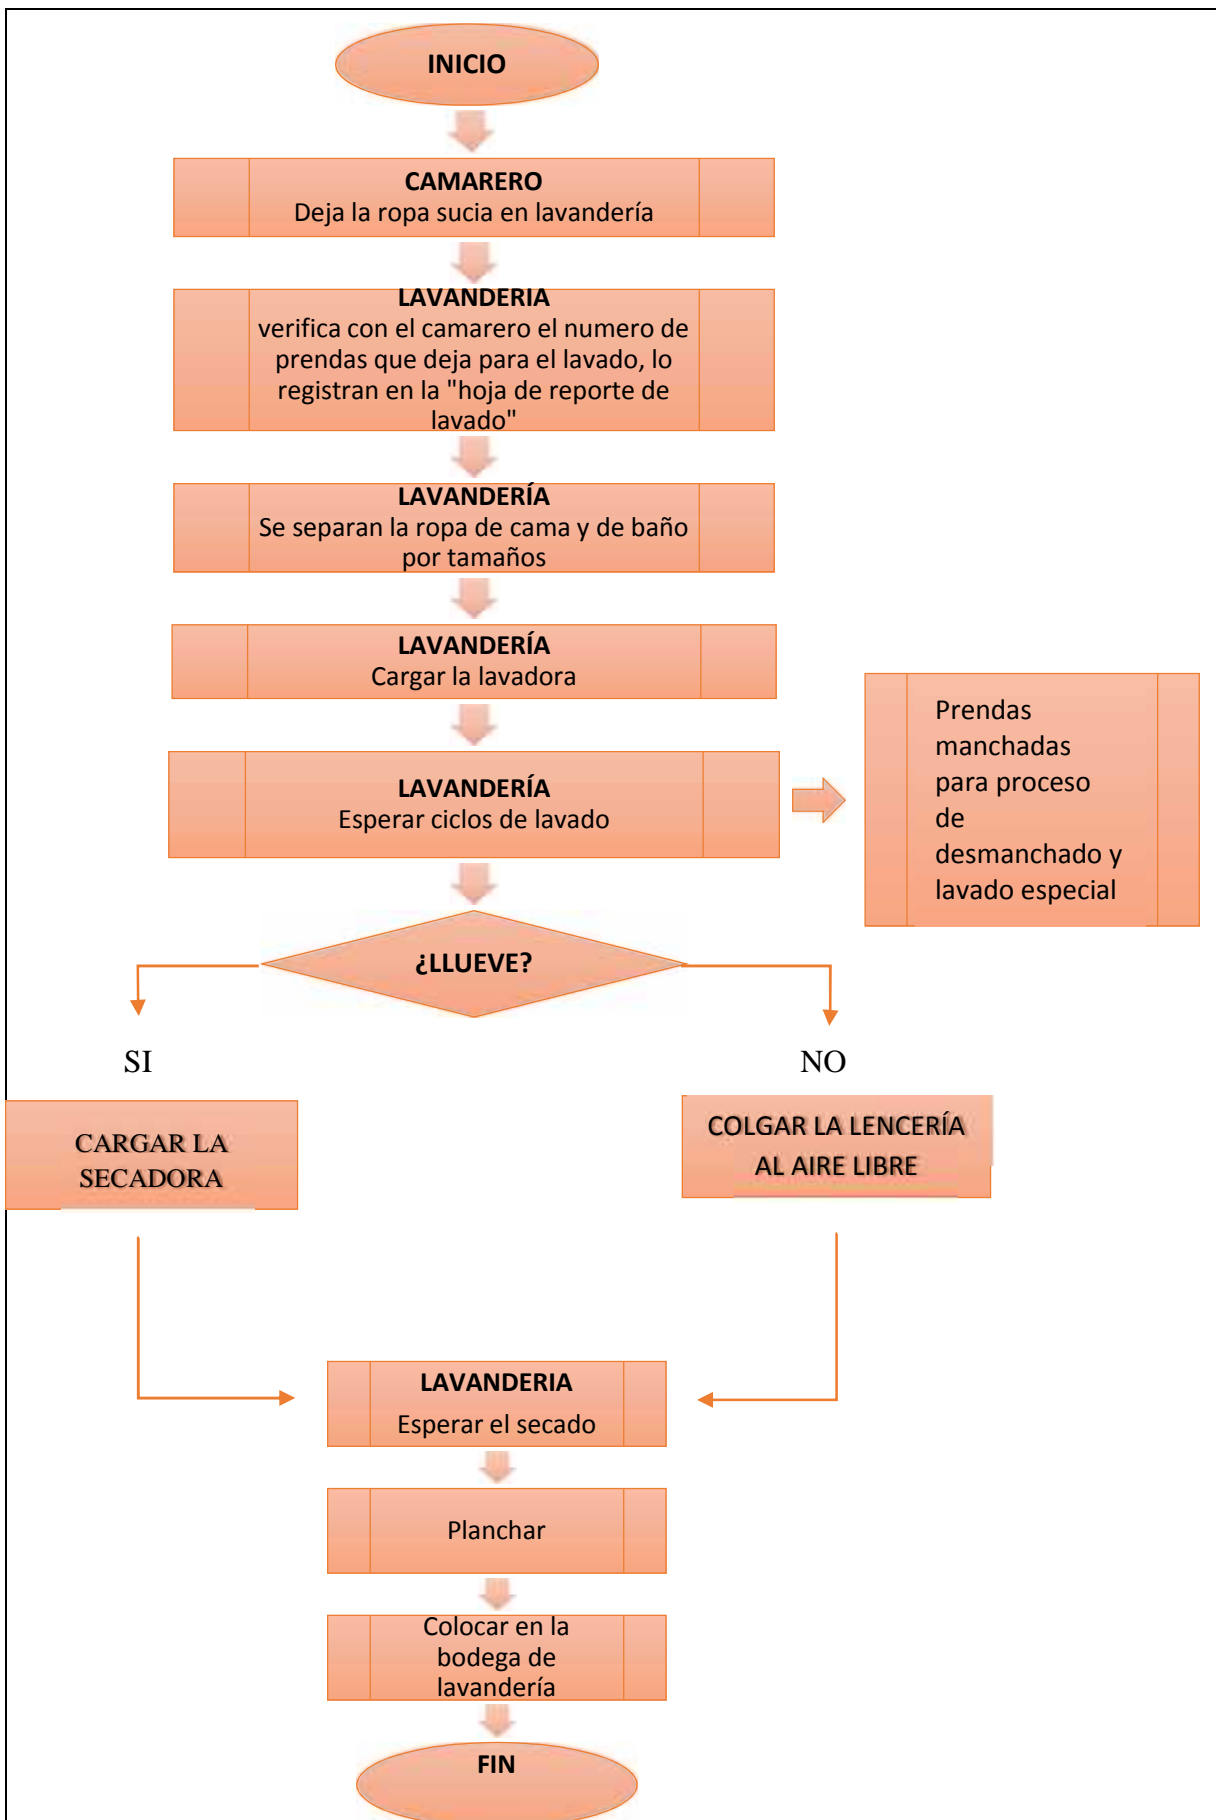 INICIO
CAMARERO
Deja la ropa sucia en lavandería
LAVANDERIA
verifica con el camarero el numero de
prendas que deja para el lavado, lo
registran en la "hoja de reporte de
lavado"
LAVANDERÍA
Se separan la ropa de cama y de baño
por tamaños
LAVANDERÍA
Cargar la lavadora
LAVANDERÍA
Esperar ciclos de lavado
Prendas
manchadas
para proceso
de
desmanchado y
lavado especial
¿LLUEVE?
SI
NO
CARGAR LA
SECADORA
COLGAR LA LENCERÍA
AL AIRE LIBRE
LAVANDERIA
Esperar el secado
Planchar
Colocar en la
bodega de
lavandería
FIN